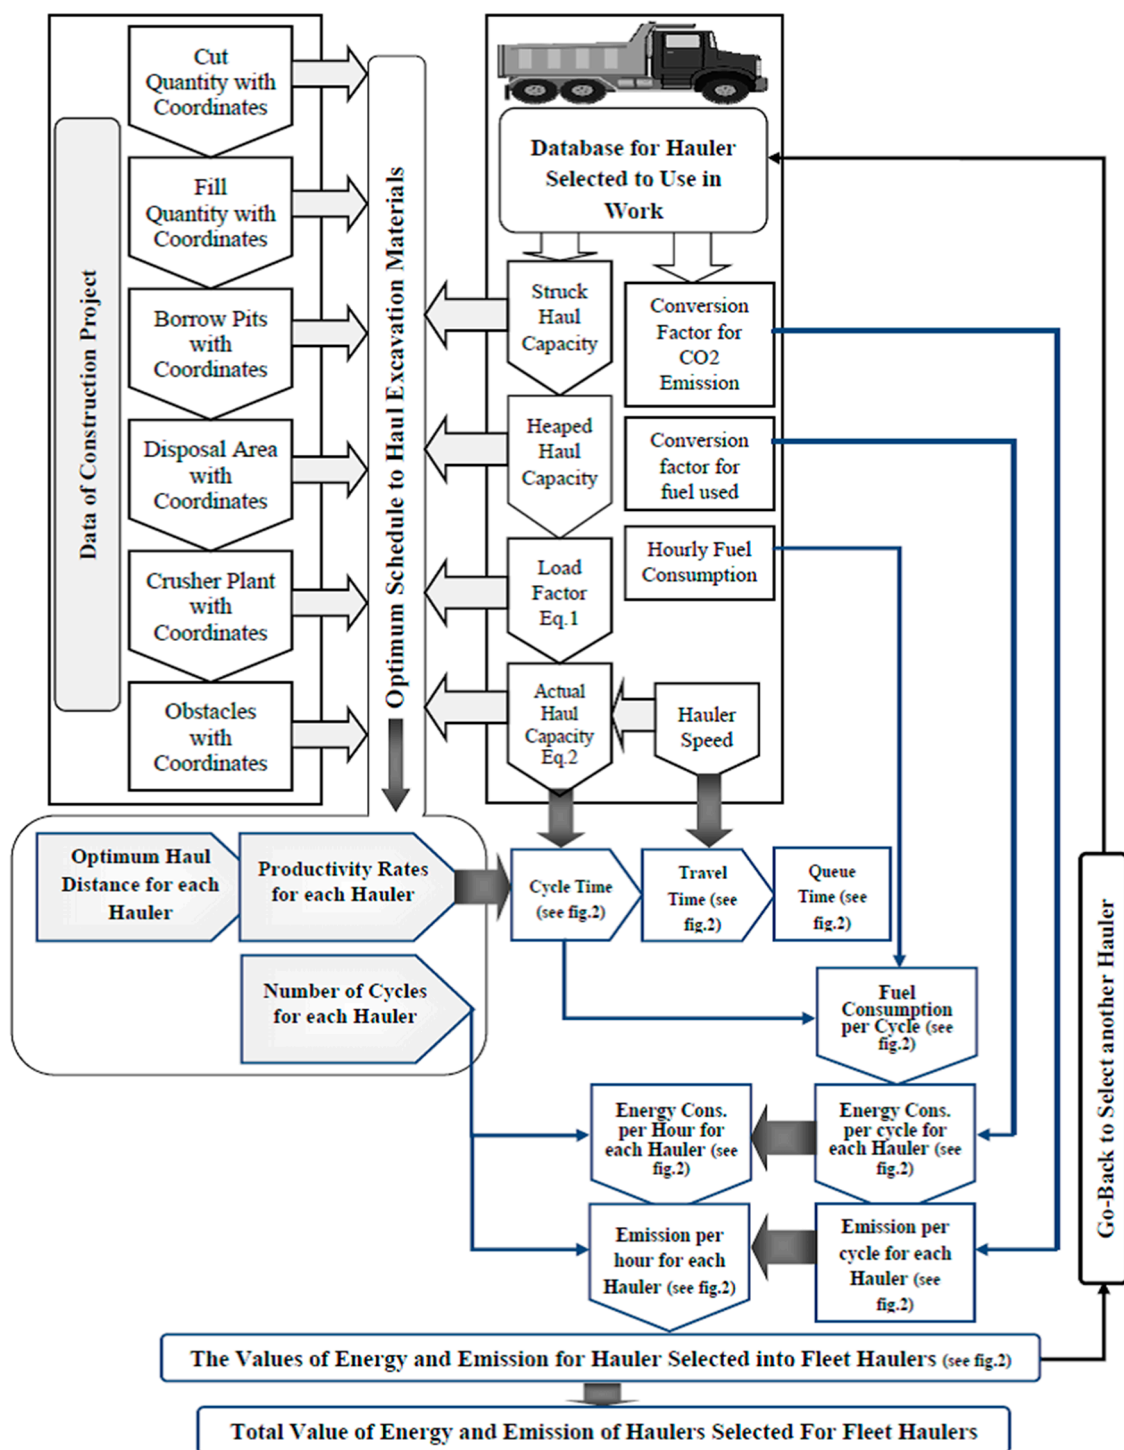 Data of Construction Project
Cut
Quantity with
Coordinates
Fill
Quantity with
Coordinates
Borrow Pits
with
Coordinates
Disposal Area
with
Coordinates
Crusher Plant
with
Coordinates
Obstacles
with
Coordinates
Optimum Schedule to Haul Excavation Materials
Database for Hauler
Selected to Use in
Work
Struck
Haul
Capacity
Heaped
Haul
Capacity
Load
Factor
Eq.1
Actual
Haul
Capacity
Eq.2
Conversion
Factor for
CO2
Emission
Conversion
factor for
fuel used
Hourly Fuel
Consumption
Hauler
Speed
Optimum Haul
Distance for each
Hauler
Productivity Rates
for each Hauler
Number of Cycles
for each Hauler
Cycle Time
(see fig.2)
Travel
Time (see
fig.2)
Queue
Time (see
fig.2)
Fuel
Consumption
per Cycle (see
fig.2)
Energy Cons.
per Hour for
each Hauler (see
fig.2)
Energy Cons.
per cycle for
each Hauler (see
fig.2)
Emission per
hour for each
Hauler (see fig.2)
Emission per
cycle for each
Hauler (see
fig.2)
Go-Back to Select another Hauler
The Values of Energy and Emission for Hauler Selected into Fleet Haulers (see fig.2)
Total Value of Energy and Emission of Haulers Selected For Fleet Haulers